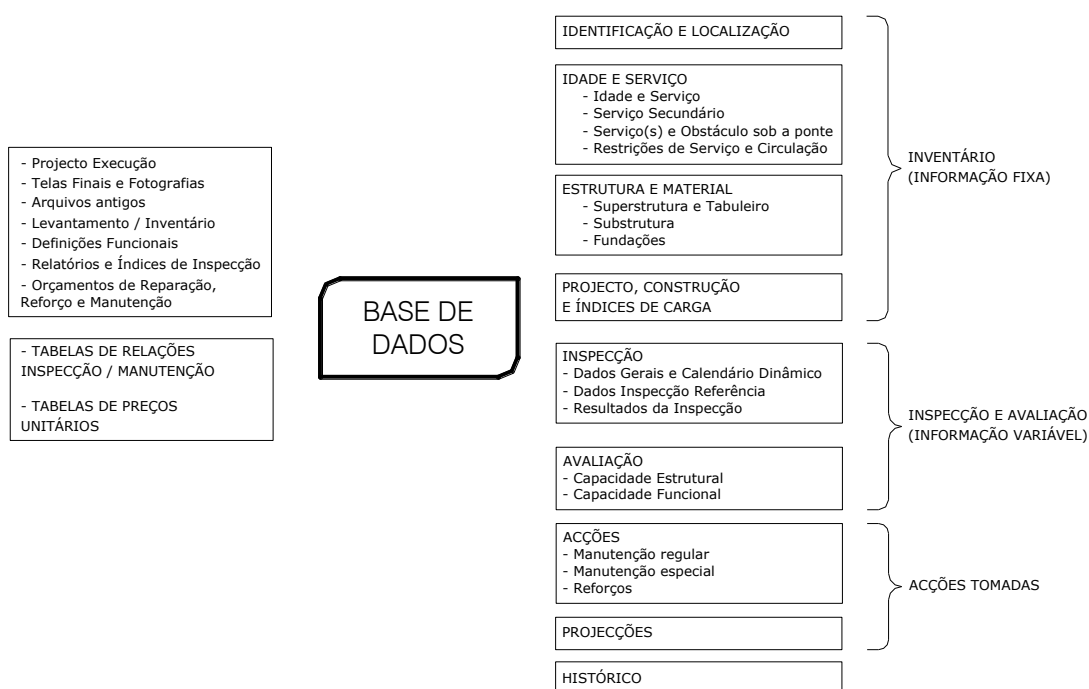 - Projecto Execução
- Telas Finais e Fotografias
- Arquivos antigos
- Levantamento / Inventário
- Definições Funcionais
- Relatórios e Índices de Inspecção
- Orçamentos de Reparação,
Reforço e Manutenção
- TABELAS DE RELAÇÕES
INSPECÇÃO / MANUTENÇÃO
- TABELAS DE PREÇOS
UNITÁRIOS
BASE DE
DADOS
IDENTIFICAÇÃO E LOCALIZAÇÃO
IDADE E SERVIÇO
- Idade e Serviço
- Serviço Secundário
- Serviço(s) e Obstáculo sob a ponte
- Restrições de Serviço e Circulação
ESTRUTURA E MATERIAL
- Superstrutura e Tabuleiro
- Substrutura
- Fundações
PROJECTO, CONSTRUÇÃO
E ÍNDICES DE CARGA
INVENTÁRIO
(INFORMAÇÃO FIXA)
INSPECÇÃO
- Dados Gerais e Calendário Dinâmico
- Dados Inspecção Referência
- Resultados da Inspecção
AVALIAÇÃO
- Capacidade Estrutural
- Capacidade Funcional
INSPECÇÃO E AVALIAÇÃO
(INFORMAÇÃO VARIÁVEL)
ACÇÕES
- Manutenção regular
- Manutenção especial
- Reforços
PROJECÇÕES
ACÇÕES TOMADAS
HISTÓRICO